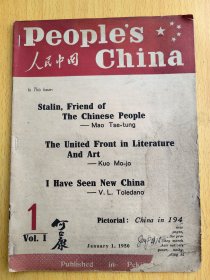 People's
人民中国 China
In This Issue:
Stalin, Friend of
The Chinese People
— Mao Tse-tung
The United Front in Literature
And Art
— Kuo Mo-jo
I Have Seen New China
— V. L. Toledano
1
Vol. I
Pictorial: China in 194
January 1, 1950
Published in Peking